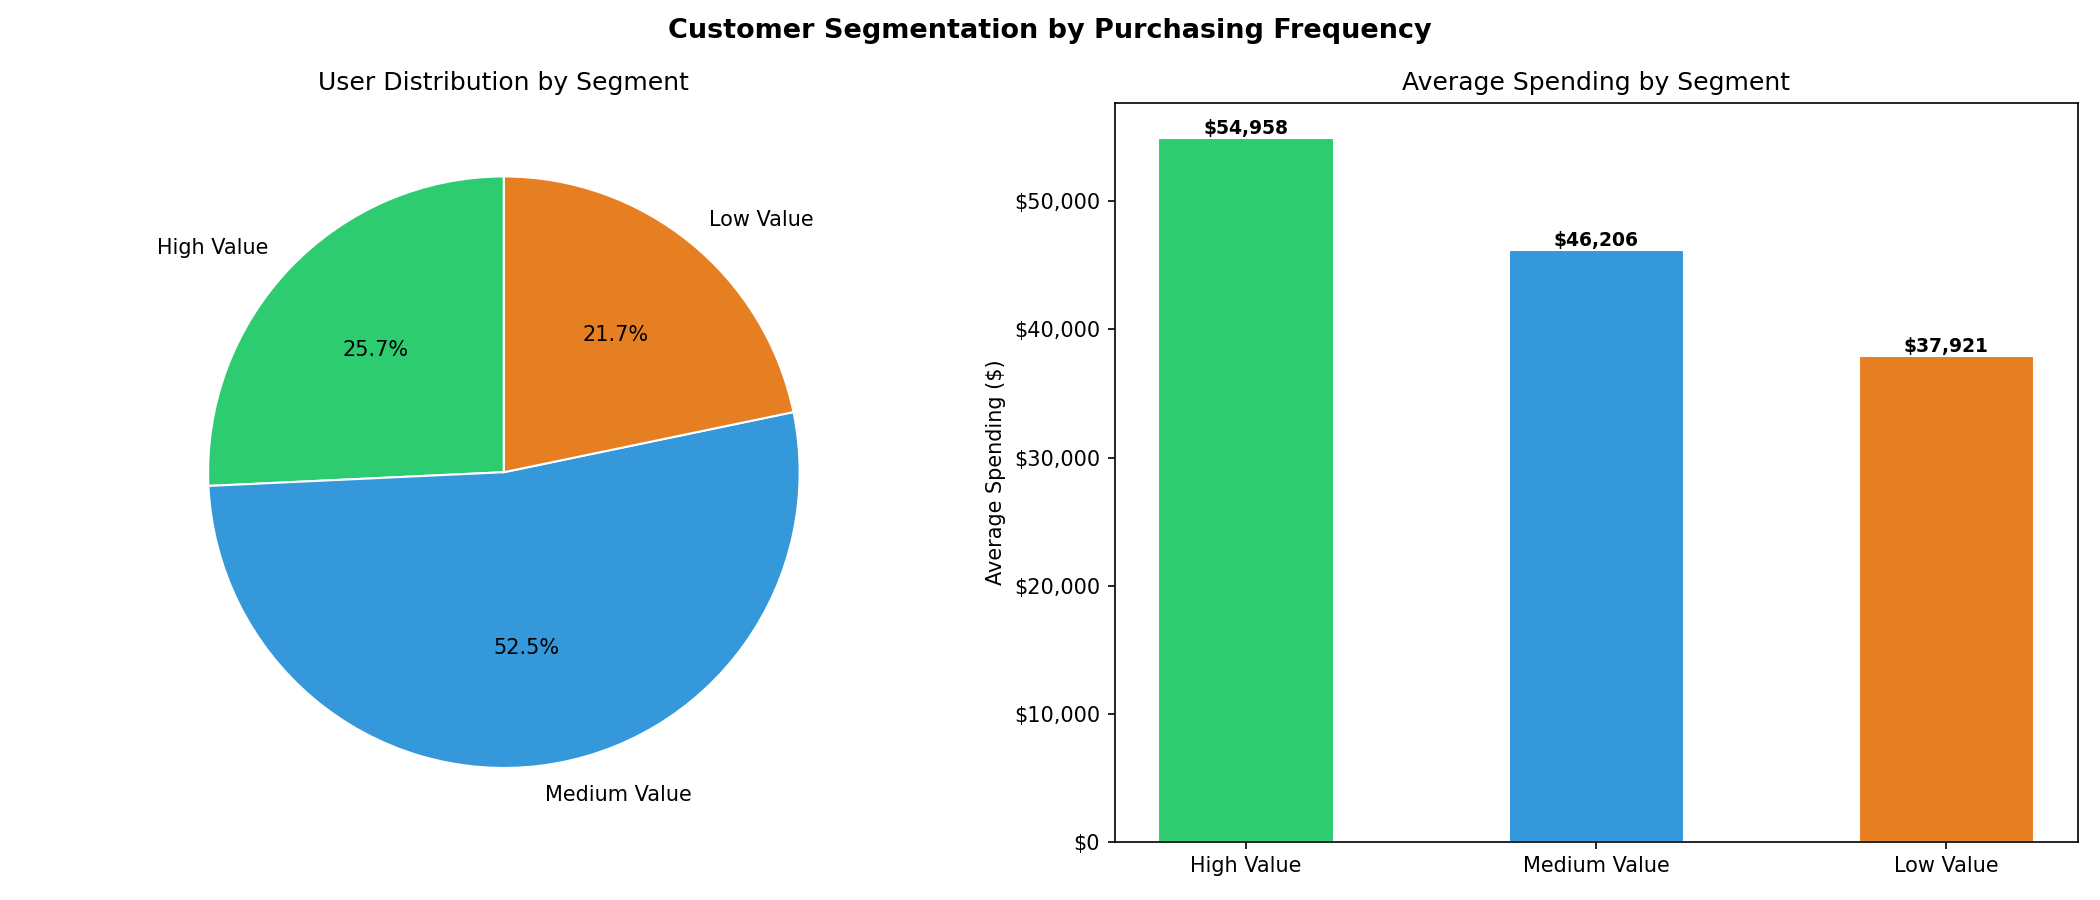 Customer Segmentation by Purchasing Frequency
User Distribution by Segment
High Value
Low Value
25.7%
21.7%
52.5%
Medium Value
Average Spending by Segment
Average Spending ($)
$50,000
$40,000
$30,000
$20,000
$10,000
$0
$54,958
$46,206
$37,921
High Value
Medium Value
Low Value